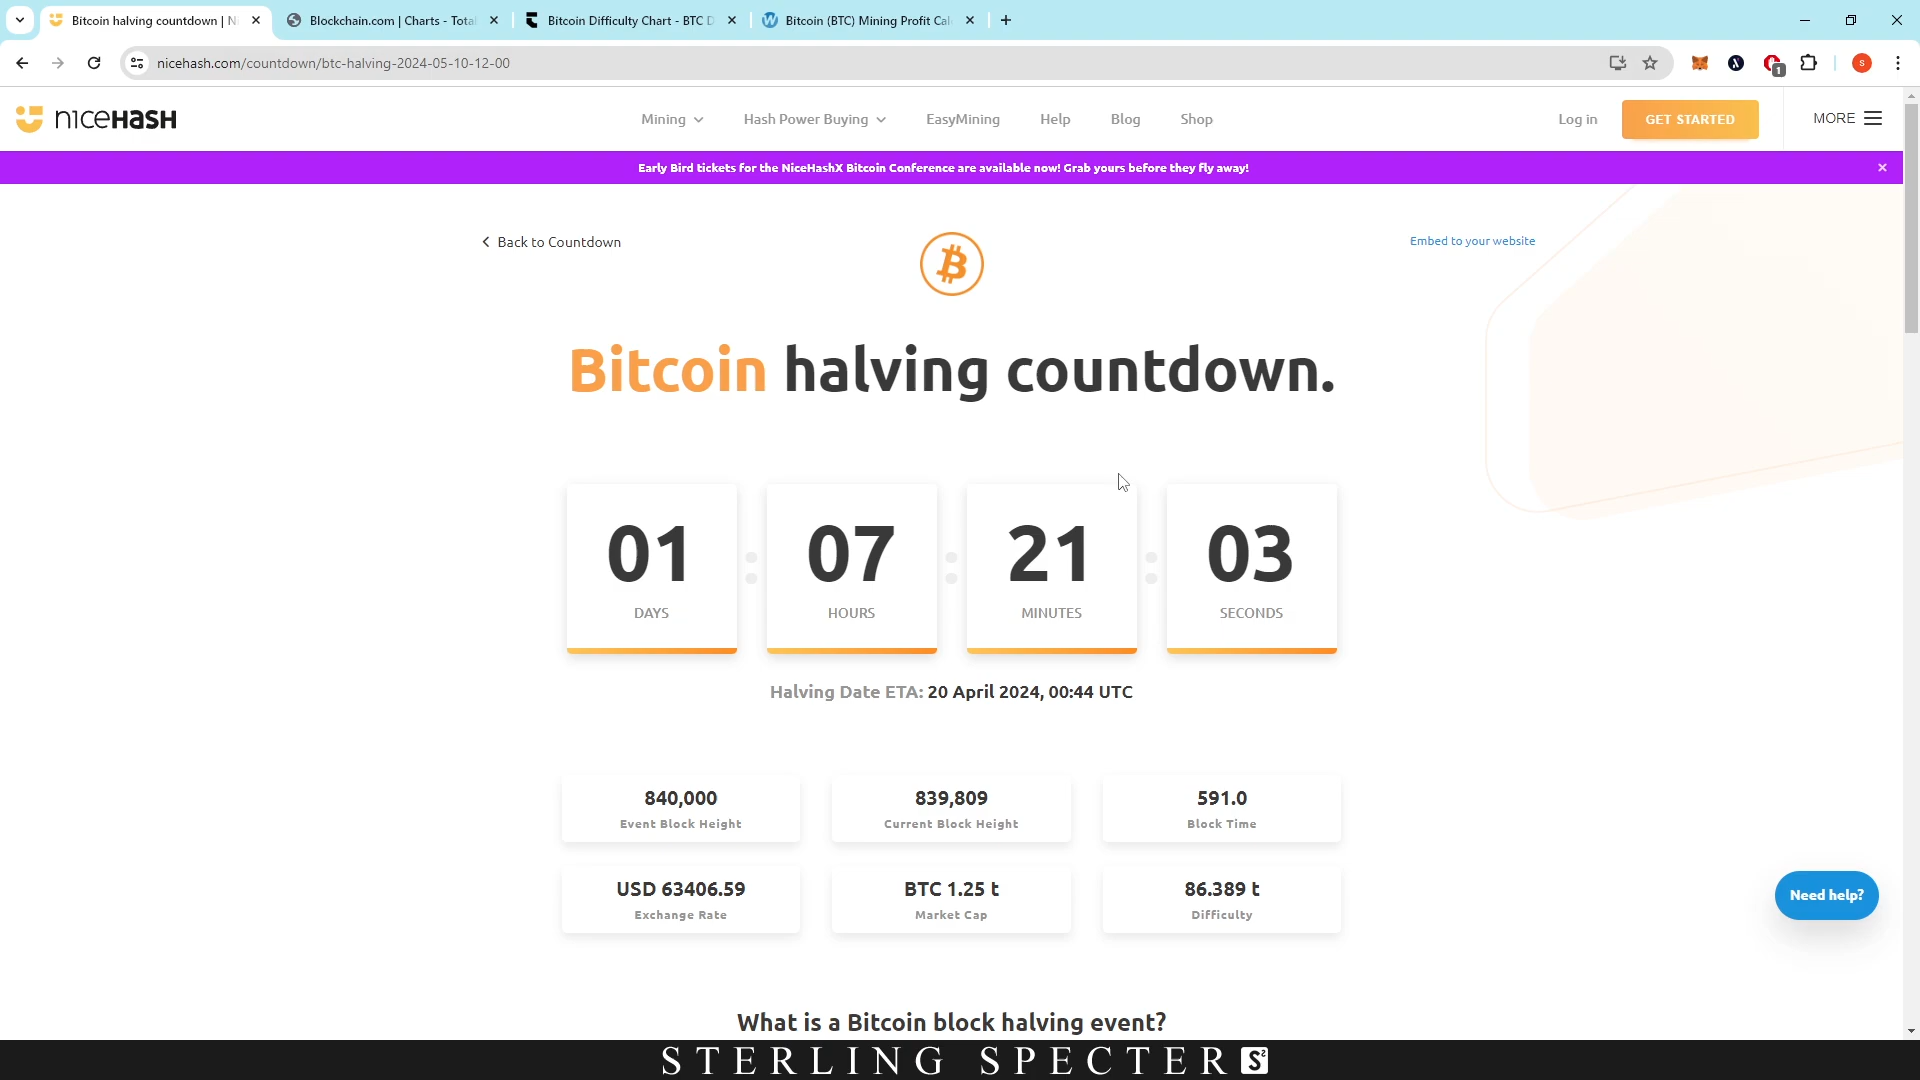 Bitcoin halving countdown | N
Blockchain.com | Charts - Tota
Bitcoin Difficulty Chart - BTC D
Bitcoin (BTC) Mining Profit Cal
nicehash.com/countdown/btc-halving-2024-05-10-12-00
1
S
niceHASH
Mining
Hash Power Buying
EasyMining
Help
Blog
Shop
Log in
GET STARTED
MORE
Early Bird tickets for the NiceHashX Bitcoin Conference are available now! Grab yours before they fly away!
Back to Countdown
Embed to your website
Bitcoin halving countdown.
01 : 07 : 21 : 03
DAYS HOURS MINUTES SECONDS
Halving Date ETA: 20 April 2024, 00:44 UTC
840,000
Event Block Height
839,809
Current Block Height
591.0
Block Time
USD 63406.59
Exchange Rate
BTC 1.25 t
Market Cap
86.389 t
Difficulty
Need help?
What is a Bitcoin block halving event?
STERLING SPECTER S²